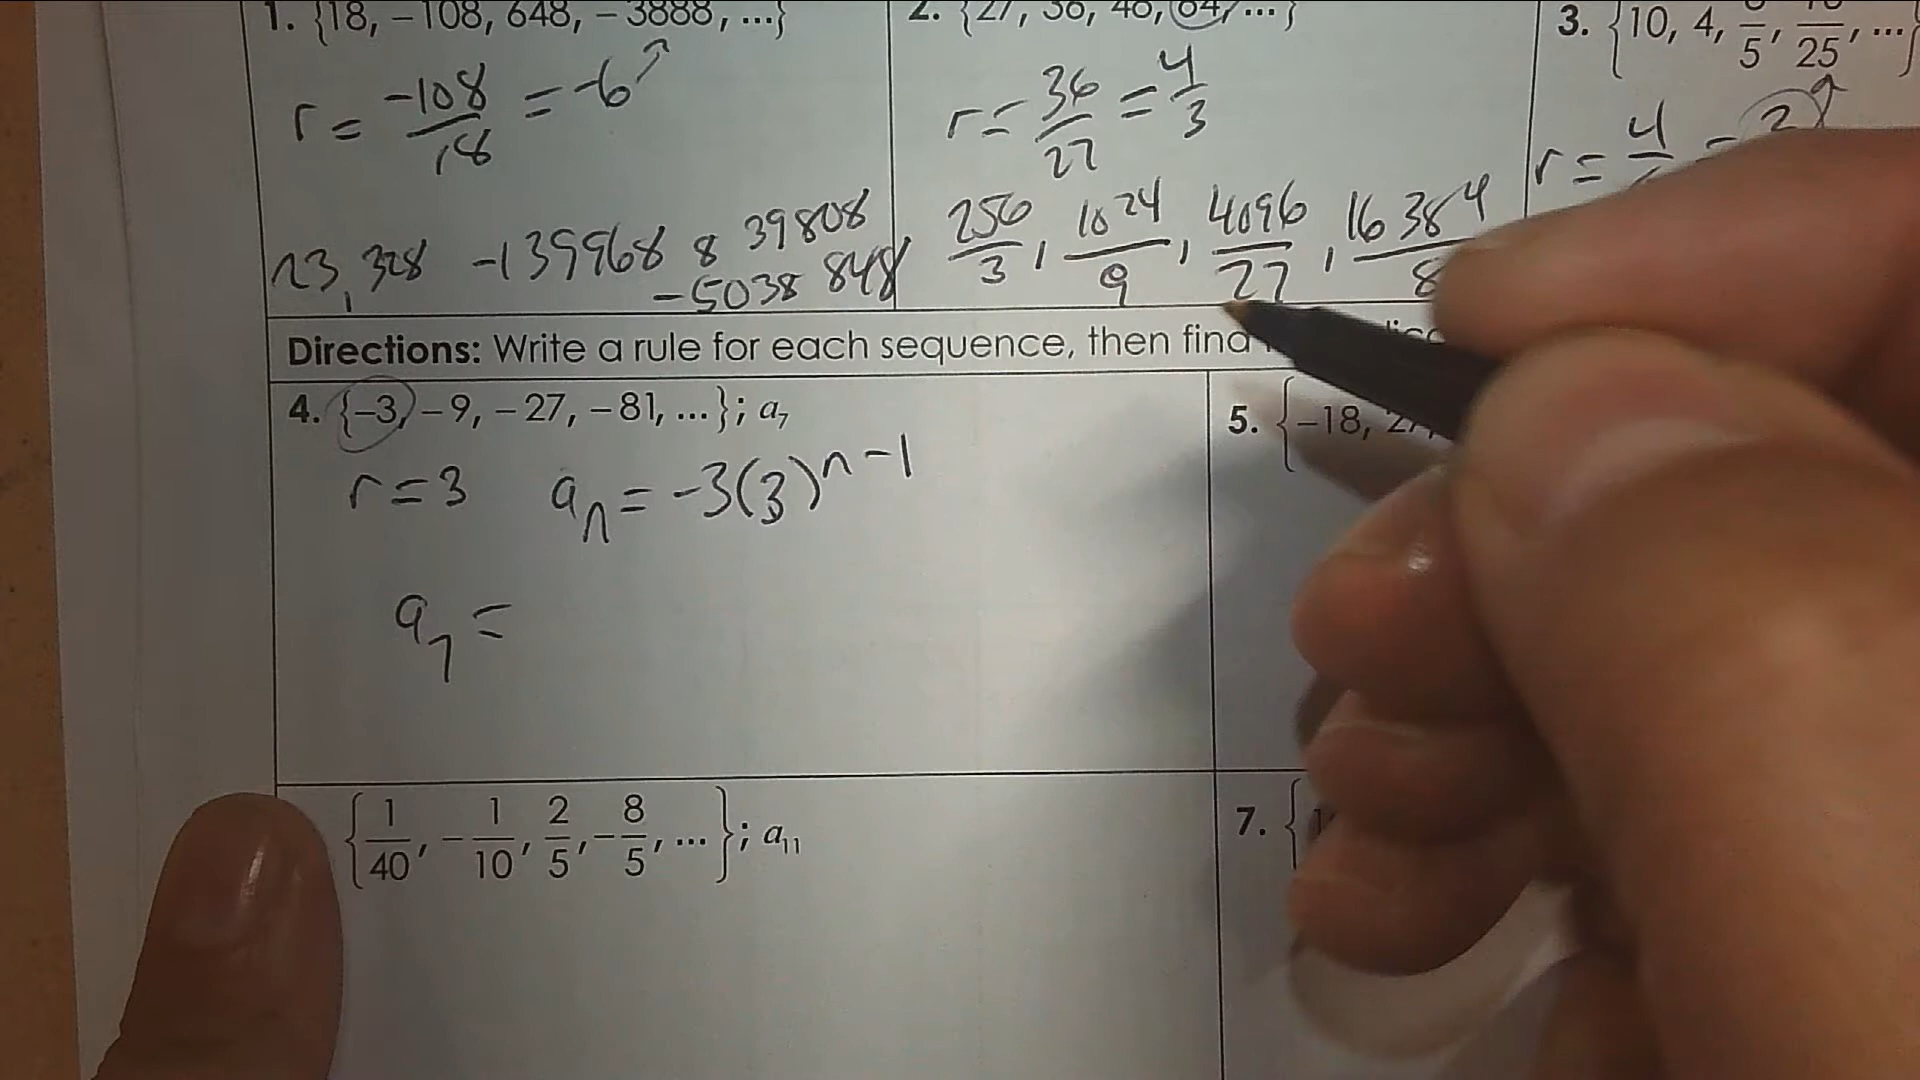 1. {18, −108, 648, −3888, ...}
r = -108/18 = -6
23,328 -139968 839808
-5038848
2. {27, 36, 48, 64, ...}
r = 36/27 = 4/3
256/3, 1024/9, 4096/27, 16384/8
3. {10, 4, 8/5, 16/25, ...}
r = 4/ = 2
Directions: Write a rule for each sequence, then find
4. {−3, −9, −27, −81, ...}; a₇
r = 3 aₙ = -3(3)ⁿ⁻¹
a₇ =
5. {−18, 27,
{1/40, −1/10, 2/5, −8/5, ...}; a₁₁
7. {